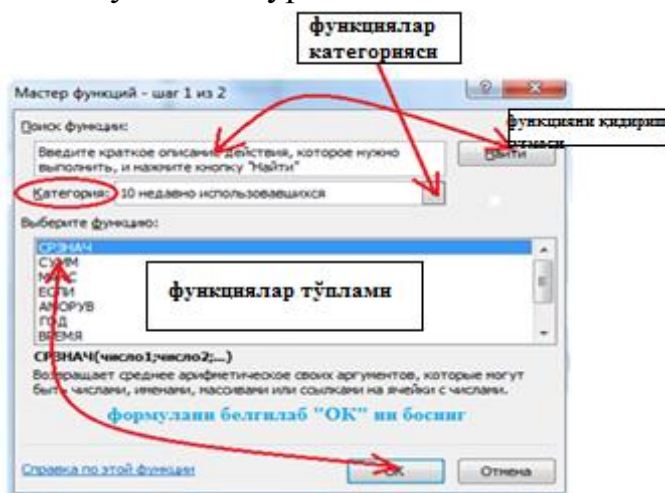 функциялар
категорияси
Мастер функций - шаг 1 из 2
Поиск функции:
функцияни қидириш
Введите краткое описание действия, которое нужно
выполнить, и нажмите кнопку "Найти"
Найти
Категория: 10 недавно использовавшихся
Выберите функцию:
СРЗНАЧ
СУММ
ЕСЛИ
АМОРУВ
ГОД
ВРЕМЯ
функциялар тўплами
СРЗНАЧ(число1;число2;...)
Возвращает среднее арифметическое своих аргументов, которые могут
быть числами, именами, массивами или ссылками на ячейки с числами.
формулани белгилаб "ОК" ни босинг
Справка по этой функции
ОК
Отмена